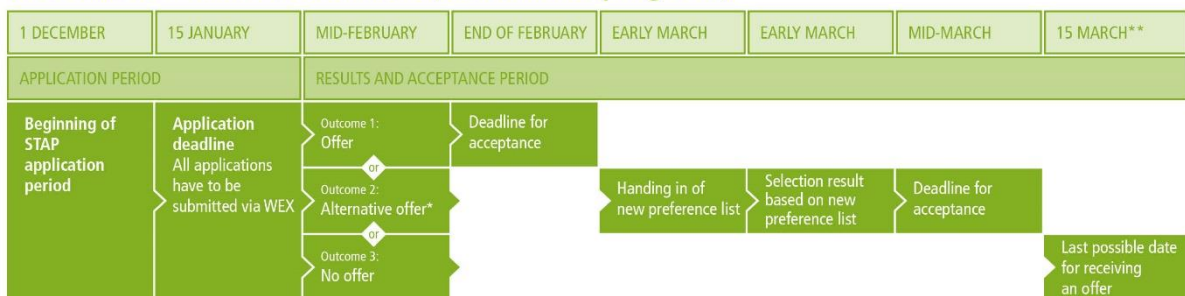 1 DECEMBER
15 JANUARY
MID-FEBRUARY
END OF FEBRUARY
EARLY MARCH
EARLY MARCH
MID-MARCH
15 MARCH**
APPLICATION PERIOD
RESULTS AND ACCEPTANCE PERIOD
Beginning of
STAP
application
period
Application
deadline
All applications
have to be
submitted via WEX
Outcome 1:
Offer
or
Outcome 2:
Alternative offer*
or
Outcome 3:
No offer
Deadline for
acceptance
Handing in of
new preference list
Selection result
based on new
preference list
Deadline for
acceptance
Last possible date
for receiving
an offer